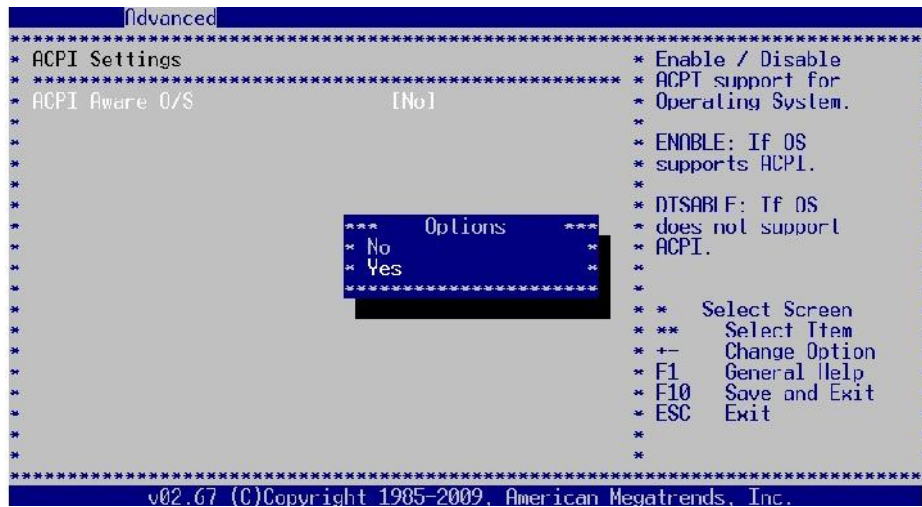 Advanced
ACPI Settings
ACPI Aware O/S [No]
Options
No
Yes
Enable / Disable
ACPI support for
Operating System.
ENABLE: If OS
supports ACPI.
DISABLE: If OS
does not support
ACPI.
* Select Screen
** Select Item
+- Change Option
F1 General Help
F10 Save and Exit
ESC Exit
v02.67 (C)Copyright 1985-2009, American Megatrends, Inc.